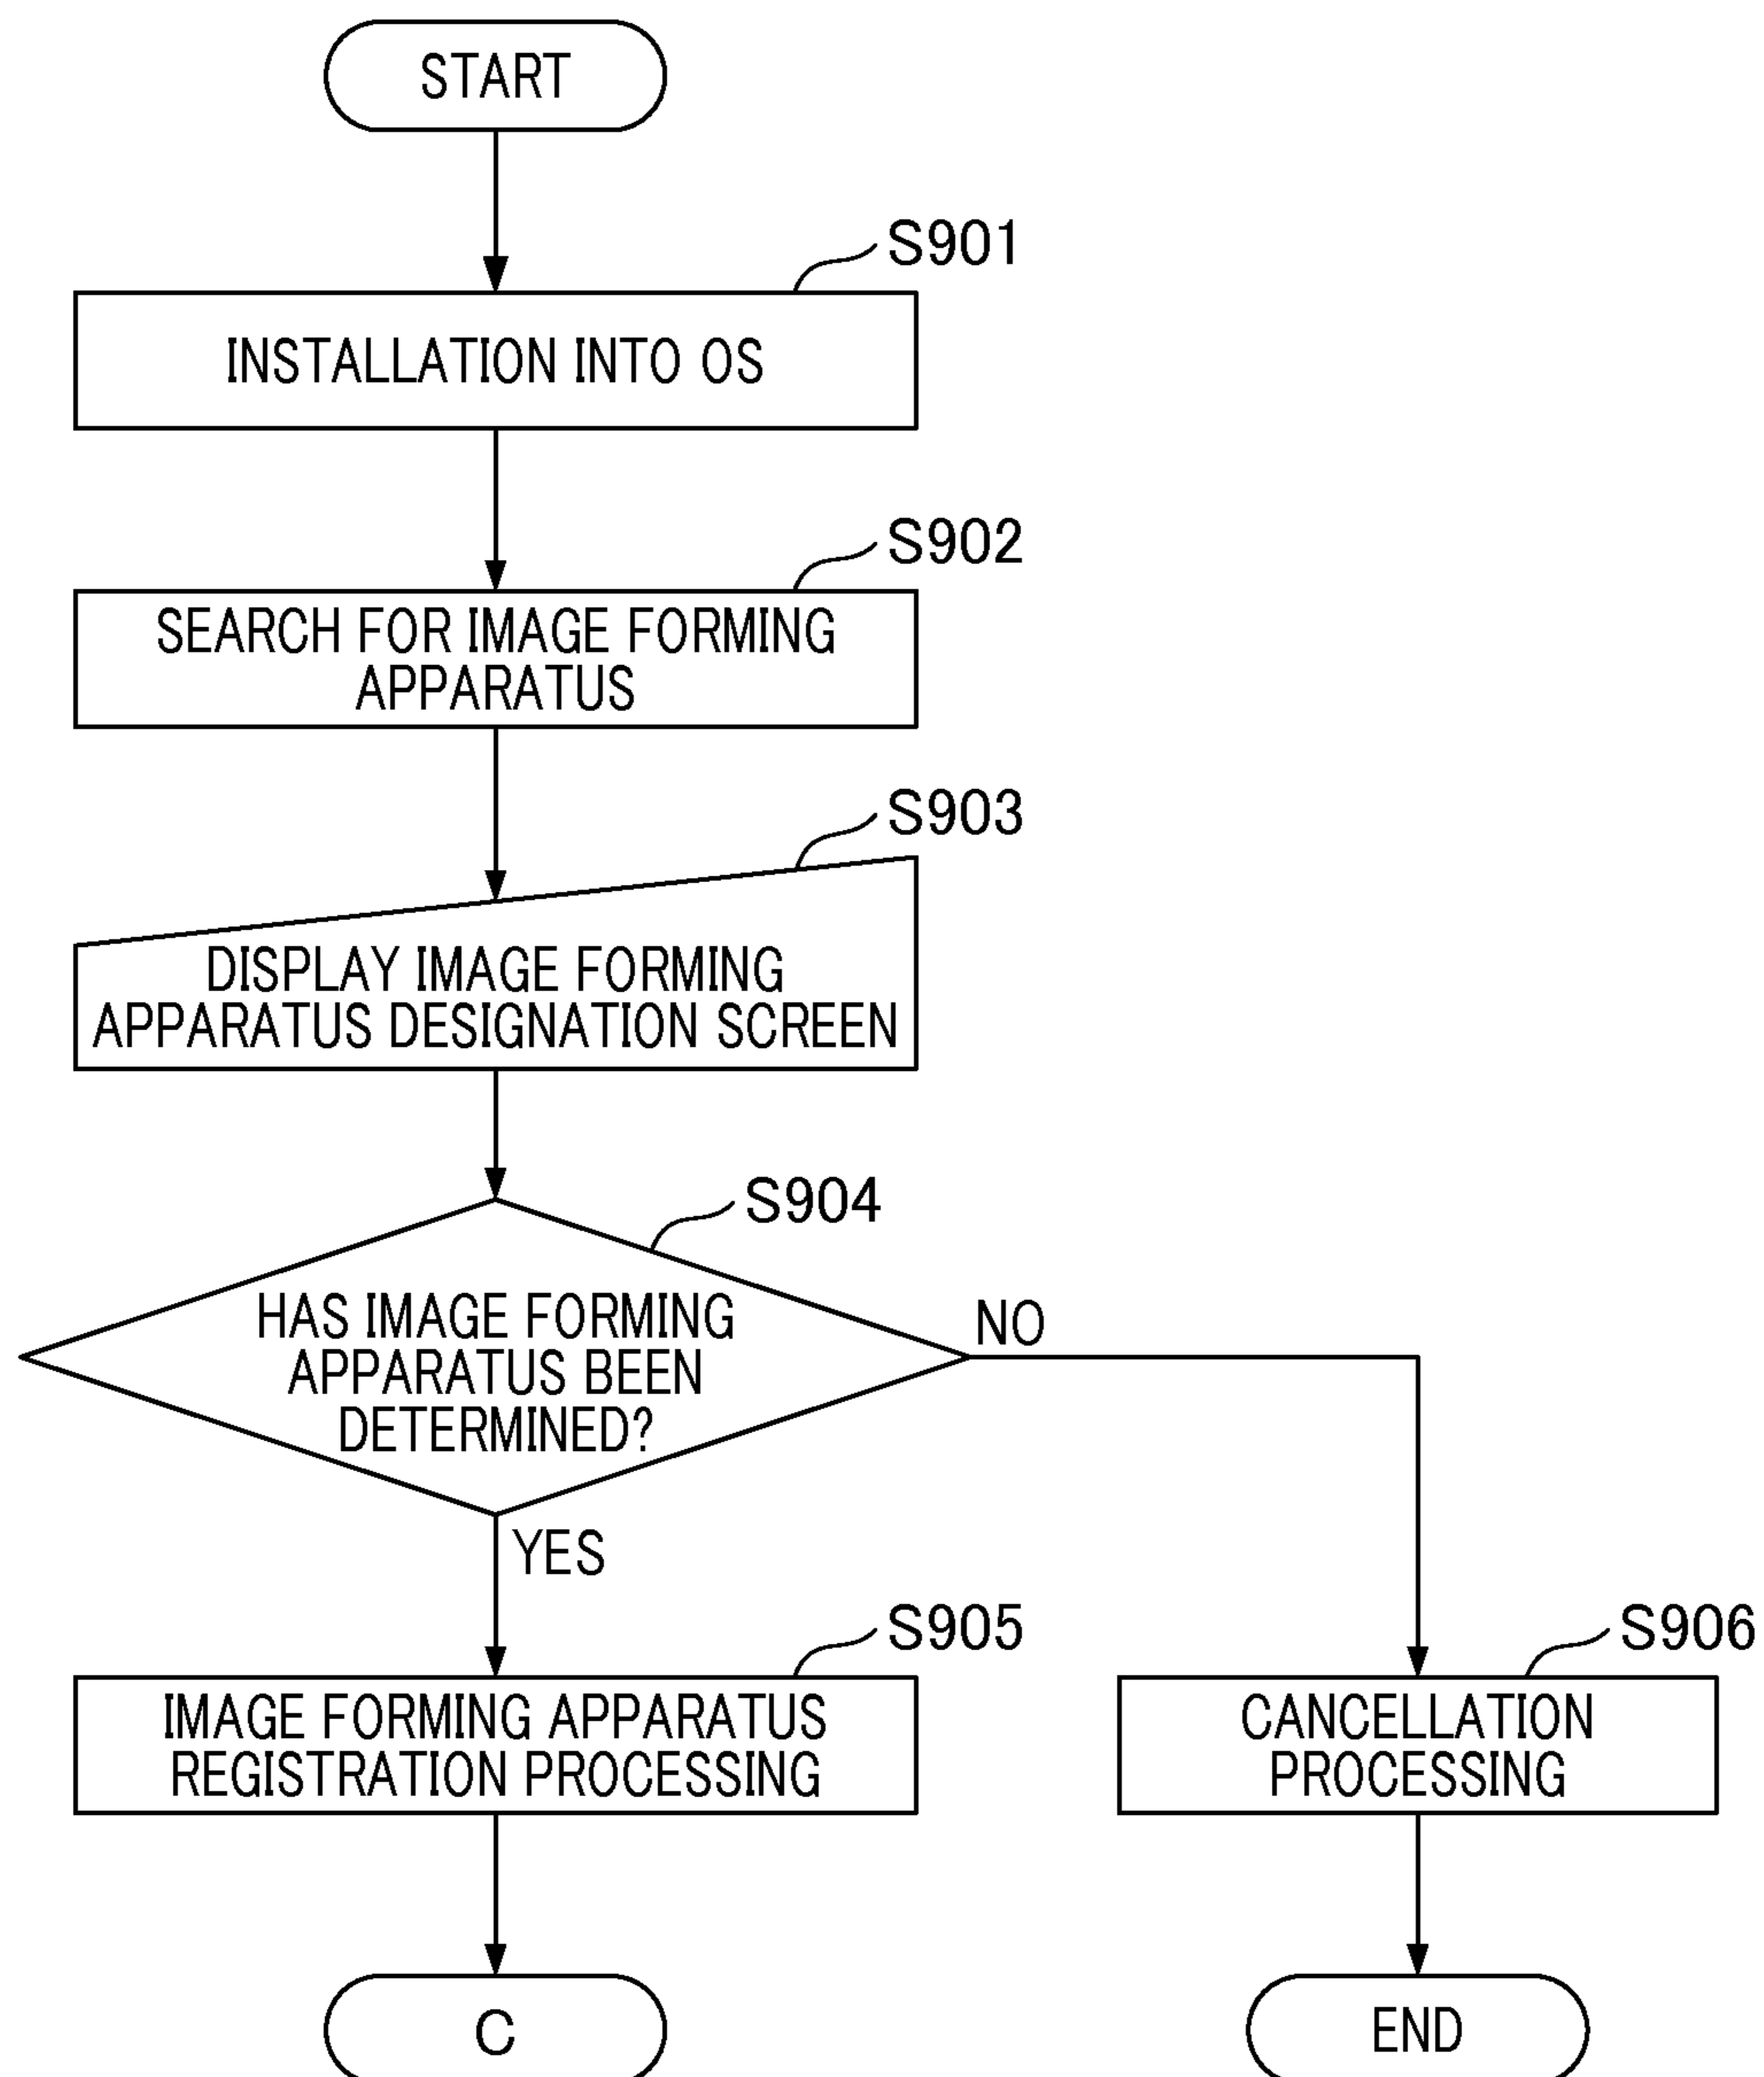 START
S901
INSTALLATION INTO OS
S902
SEARCH FOR IMAGE FORMING
APPARATUS
S903
DISPLAY IMAGE FORMING
APPARATUS DESIGNATION SCREEN
S904
HAS IMAGE FORMING
APPARATUS BEEN
DETERMINED?
NO
YES
S905
IMAGE FORMING APPARATUS
REGISTRATION PROCESSING
S906
CANCELLATION
PROCESSING
C
END